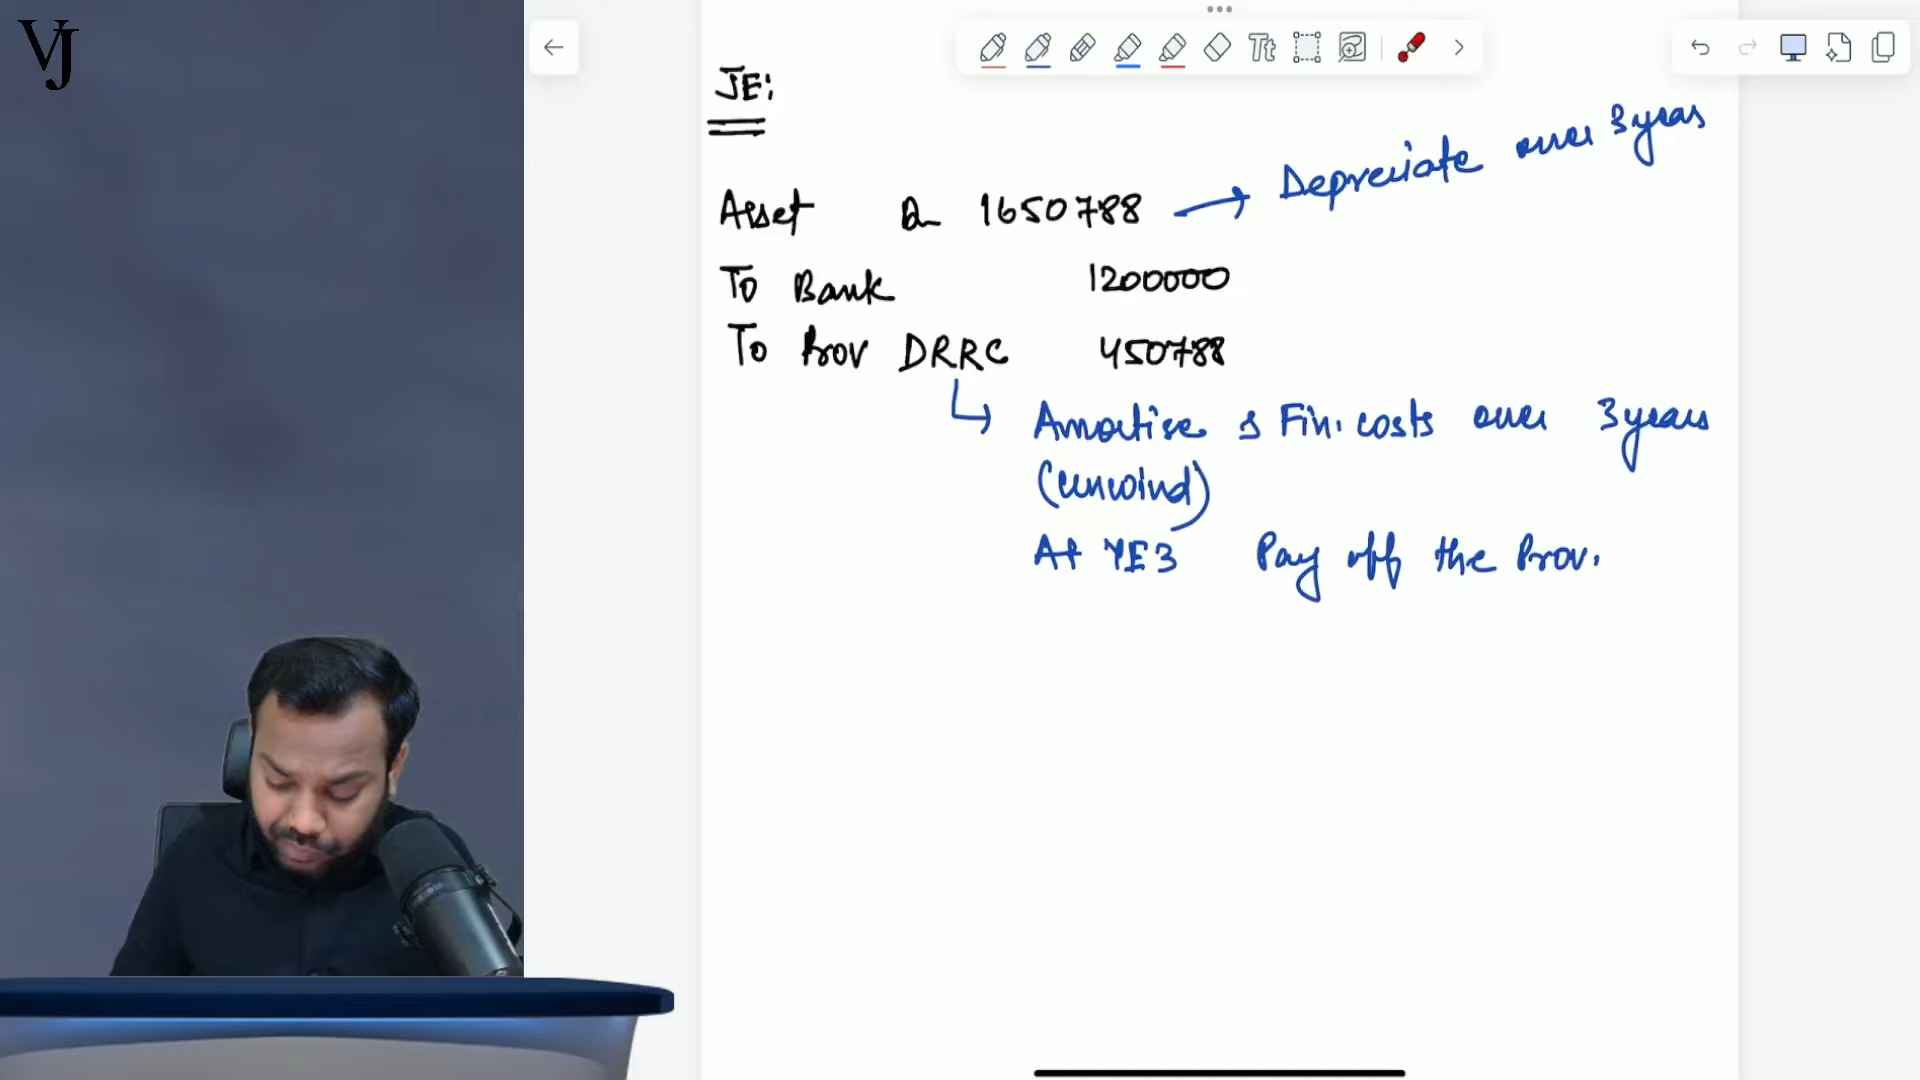 VJ
JE:
Depreciate over 3 years
Asset Dr 1650788 →
To Bank 1200000
To Prov DRRC 450788
Amortise & Fin. costs over 3 years
(unwind)
At YE3 Pay off the Prov.
Tt